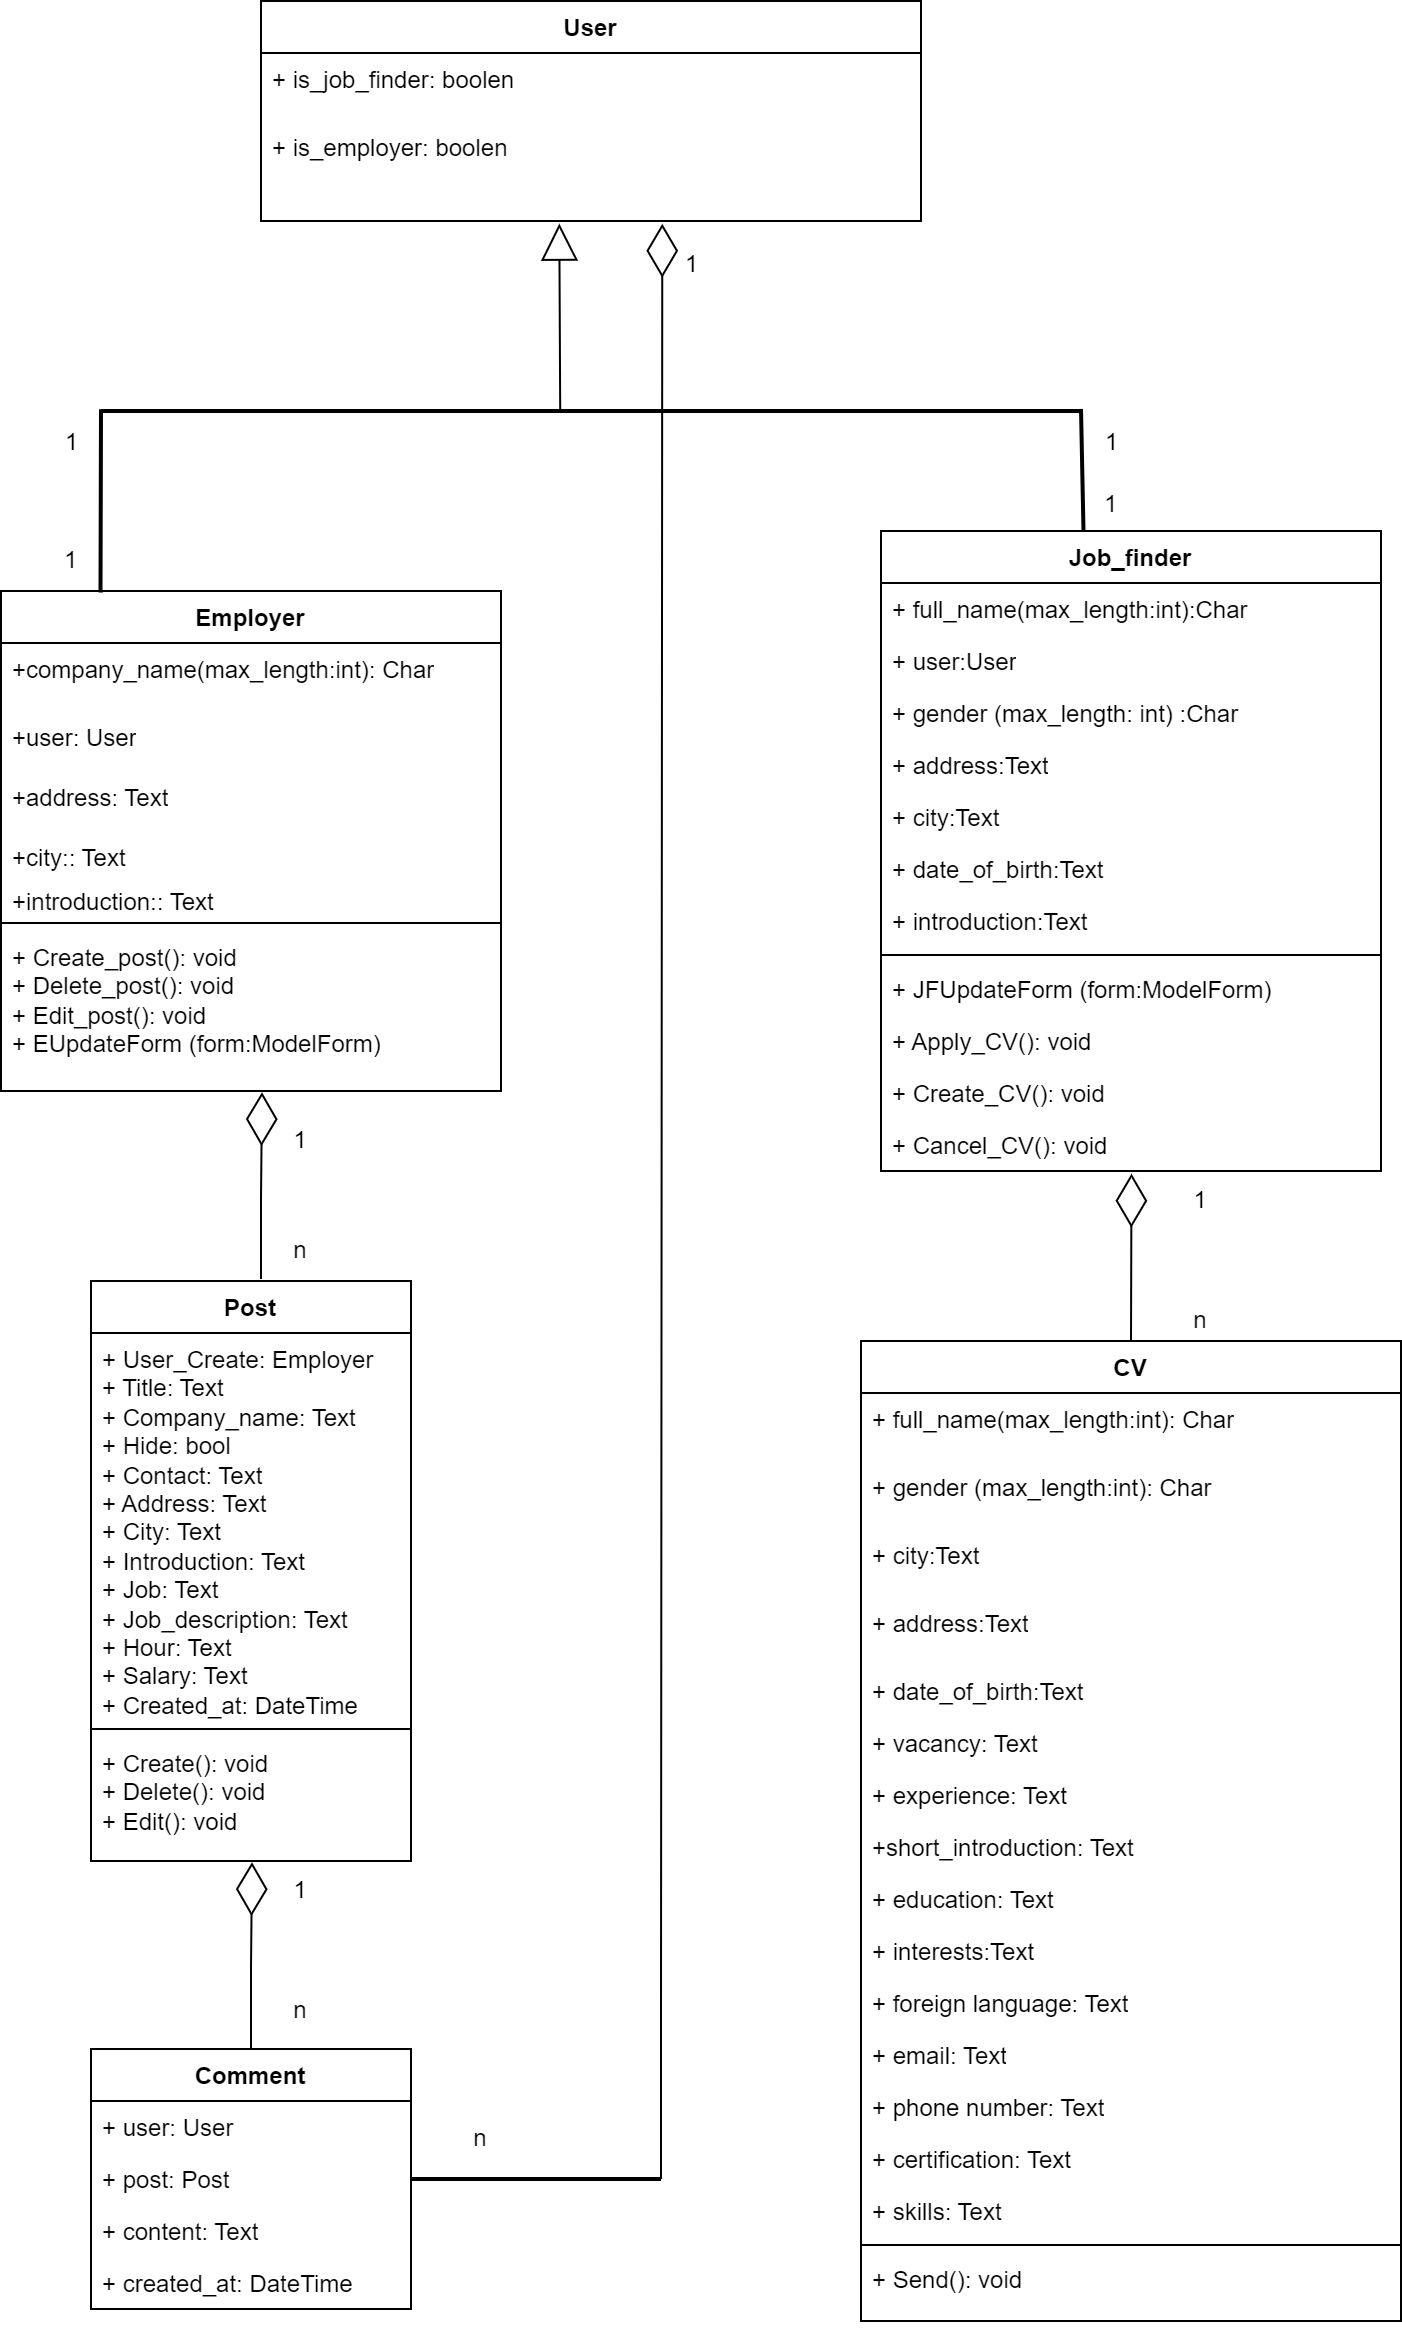 User
+ is_job_finder: boolen
+ is_employer: boolen
1
1
1
1
1
Employer
+company_name(max_length:int): Char
+user: User
+address: Text
+city:: Text
+introduction:: Text
+ Create_post(): void
+ Delete_post(): void
+ Edit_post(): void
+ EUpdateForm (form:ModelForm)
Job_finder
+ full_name(max_length:int):Char
+ user:User
+ gender (max_length: int) :Char
+ address:Text
+ city:Text
+ date_of_birth:Text
+ introduction:Text
+ JFUpdateForm (form:ModelForm)
+ Apply_CV(): void
+ Create_CV(): void
+ Cancel_CV(): void
1
n
1
n
Post
+ User_Create: Employer
+ Title: Text
+ Company_name: Text
+ Hide: bool
+ Contact: Text
+ Address: Text
+ City: Text
+ Introduction: Text
+ Job: Text
+ Job_description: Text
+ Hour: Text
+ Salary: Text
+ Created_at: DateTime
+ Create(): void
+ Delete(): void
+ Edit(): void
1
n
Comment
+ user: User
+ post: Post
+ content: Text
+ created_at: DateTime
n
CV
+ full_name(max_length:int): Char
+ gender (max_length:int): Char
+ city:Text
+ address:Text
+ date_of_birth:Text
+ vacancy: Text
+ experience: Text
+short_introduction: Text
+ education: Text
+ interests:Text
+ foreign language: Text
+ email: Text
+ phone number: Text
+ certification: Text
+ skills: Text
+ Send(): void